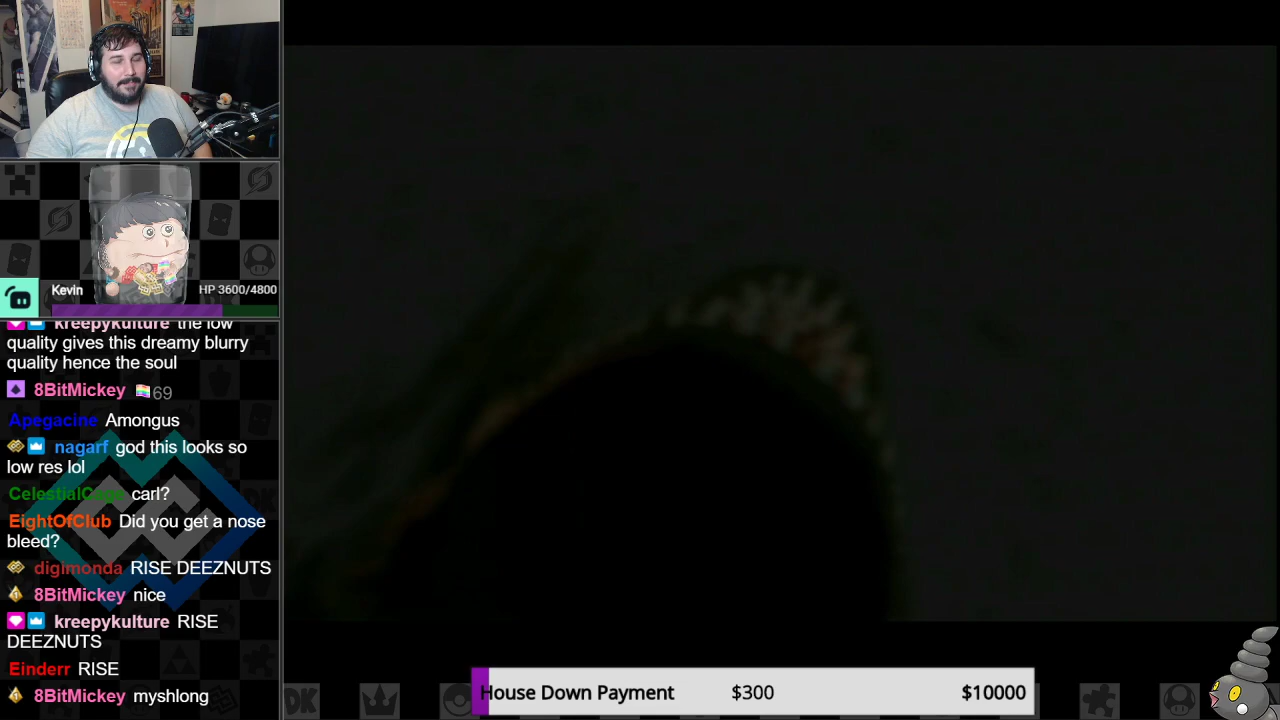 Kevin
HP 3600/4800
kreepykulture the low
quality gives this dreamy blurry
quality hence the soul
8BitMickey 69
Apegacine Amongus
nagarf god this looks so
low res lol
carl?
EightOfClub Did you get a nose
bleed?
digimonda RISE DEEZNUTS
8BitMickey nice
kreepykulture RISE
DEEZNUTS
Einderr RISE
8BitMickey myshlong
House Down Payment $300 $10000
DK